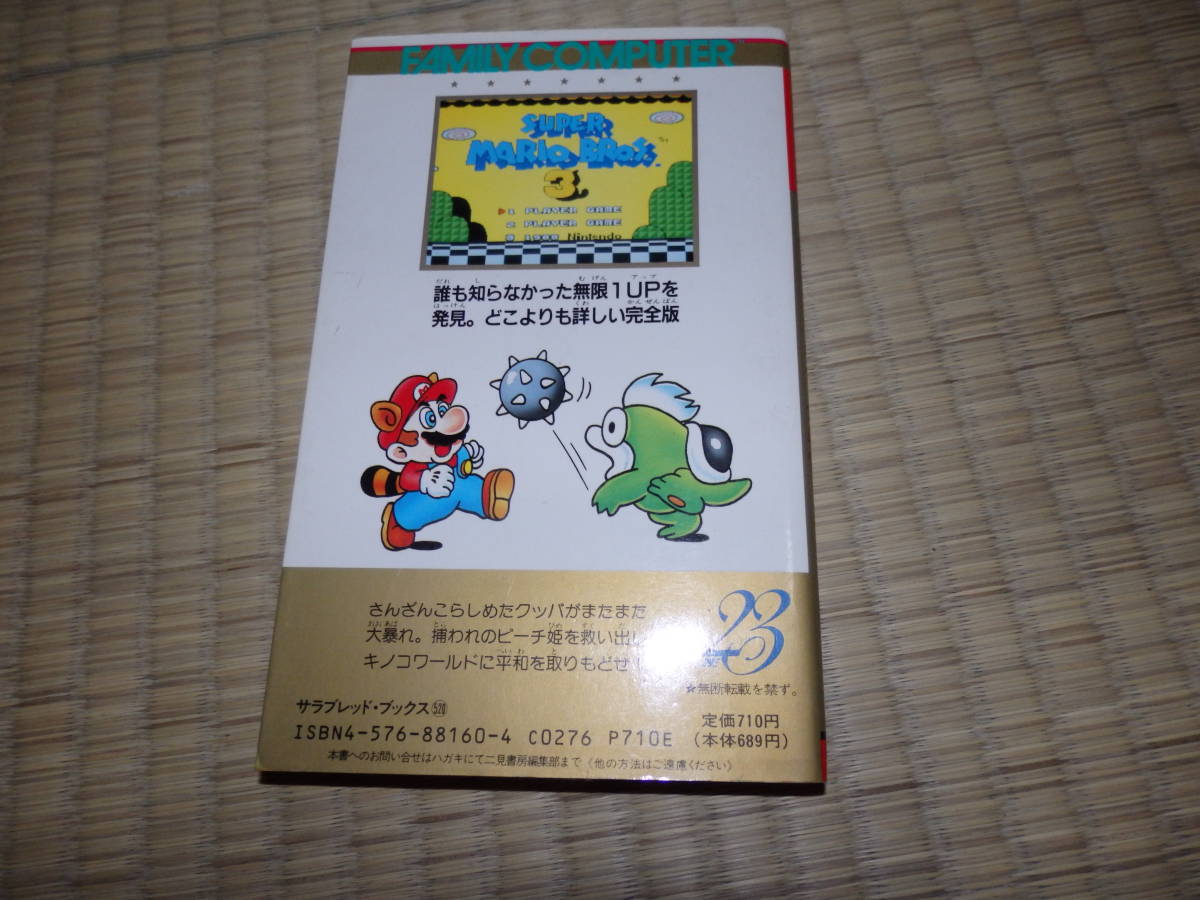 FAMILY COMPUTER
SUPER
MARIO BROS.
3
1 PLAYER GAME
2 PLAYER GAME
© 1988 Nintendo
誰も知らなかった無限1UPを
発見。どこよりも詳しい完全版
さんざんこらしめたクッパがまたまた
大暴れ。捕われのピーチ姫を救い出し
キノコワールドに平和を取りもどせ
23
★無断転載を禁ず。
サラブレッド・ブックス520
定価710円
ISBN4-576-88160-4 C0276 P710E (本体689円)
本書へのお問い合せはハガキにて二見書房編集部まで《他の方法はご遠慮ください》